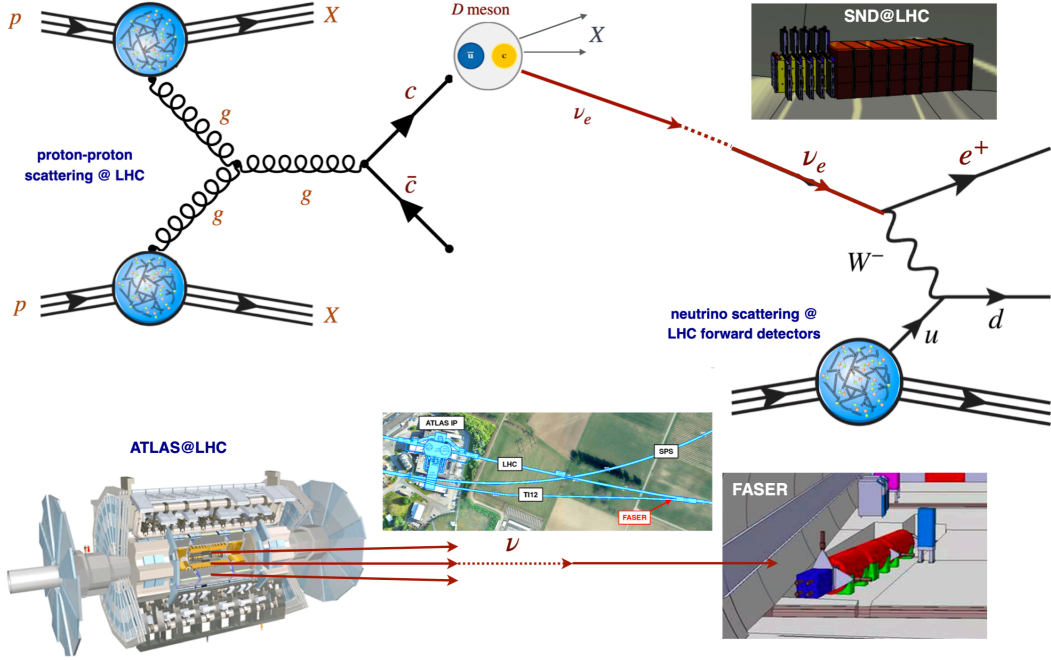 p
X
D meson
ū
c
X
SND@LHC
g
c
ν_e
proton-proton
scattering @ LHC
g
c̄
ν_e
e⁺
g
W⁻
p
X
neutrino scattering @
LHC forward detectors
u
d
ATLAS@LHC
ATLAS IP
LHC
SPS
TI12
FASER
FASER
ν